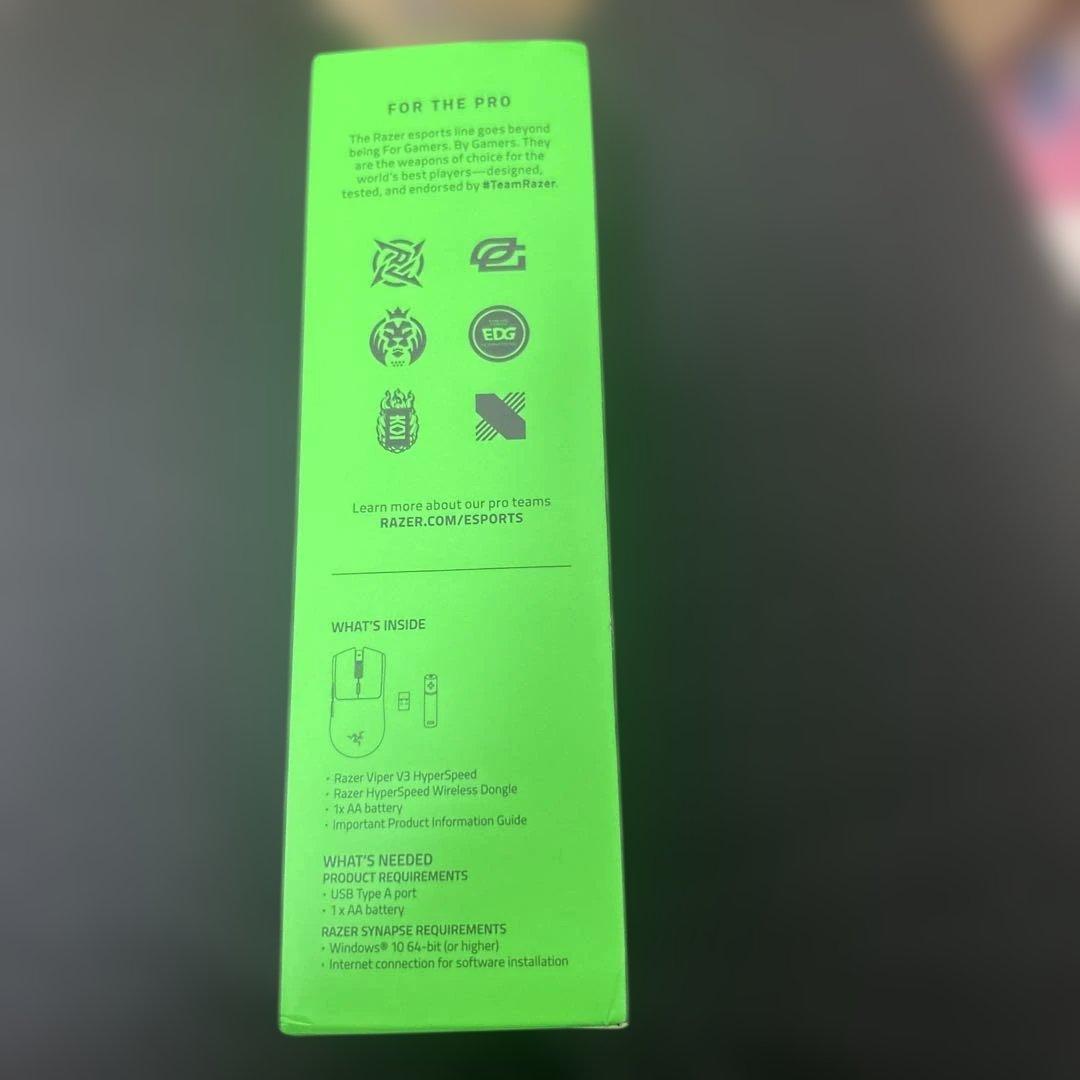 FOR THE PRO
The Razer esports line goes beyond
being For Gamers. By Gamers. They
are the weapons of choice for the
world's best players—designed,
tested, and endorsed by #TeamRazer.
EDG
Learn more about our pro teams
RAZER.COM/ESPORTS
WHAT'S INSIDE
• Razer Viper V3 HyperSpeed
• Razer HyperSpeed Wireless Dongle
• 1x AA battery
• Important Product Information Guide
WHAT'S NEEDED
PRODUCT REQUIREMENTS
• USB Type A port
• 1 x AA battery
RAZER SYNAPSE REQUIREMENTS
• Windows® 10 64-bit (or higher)
• Internet connection for software installation